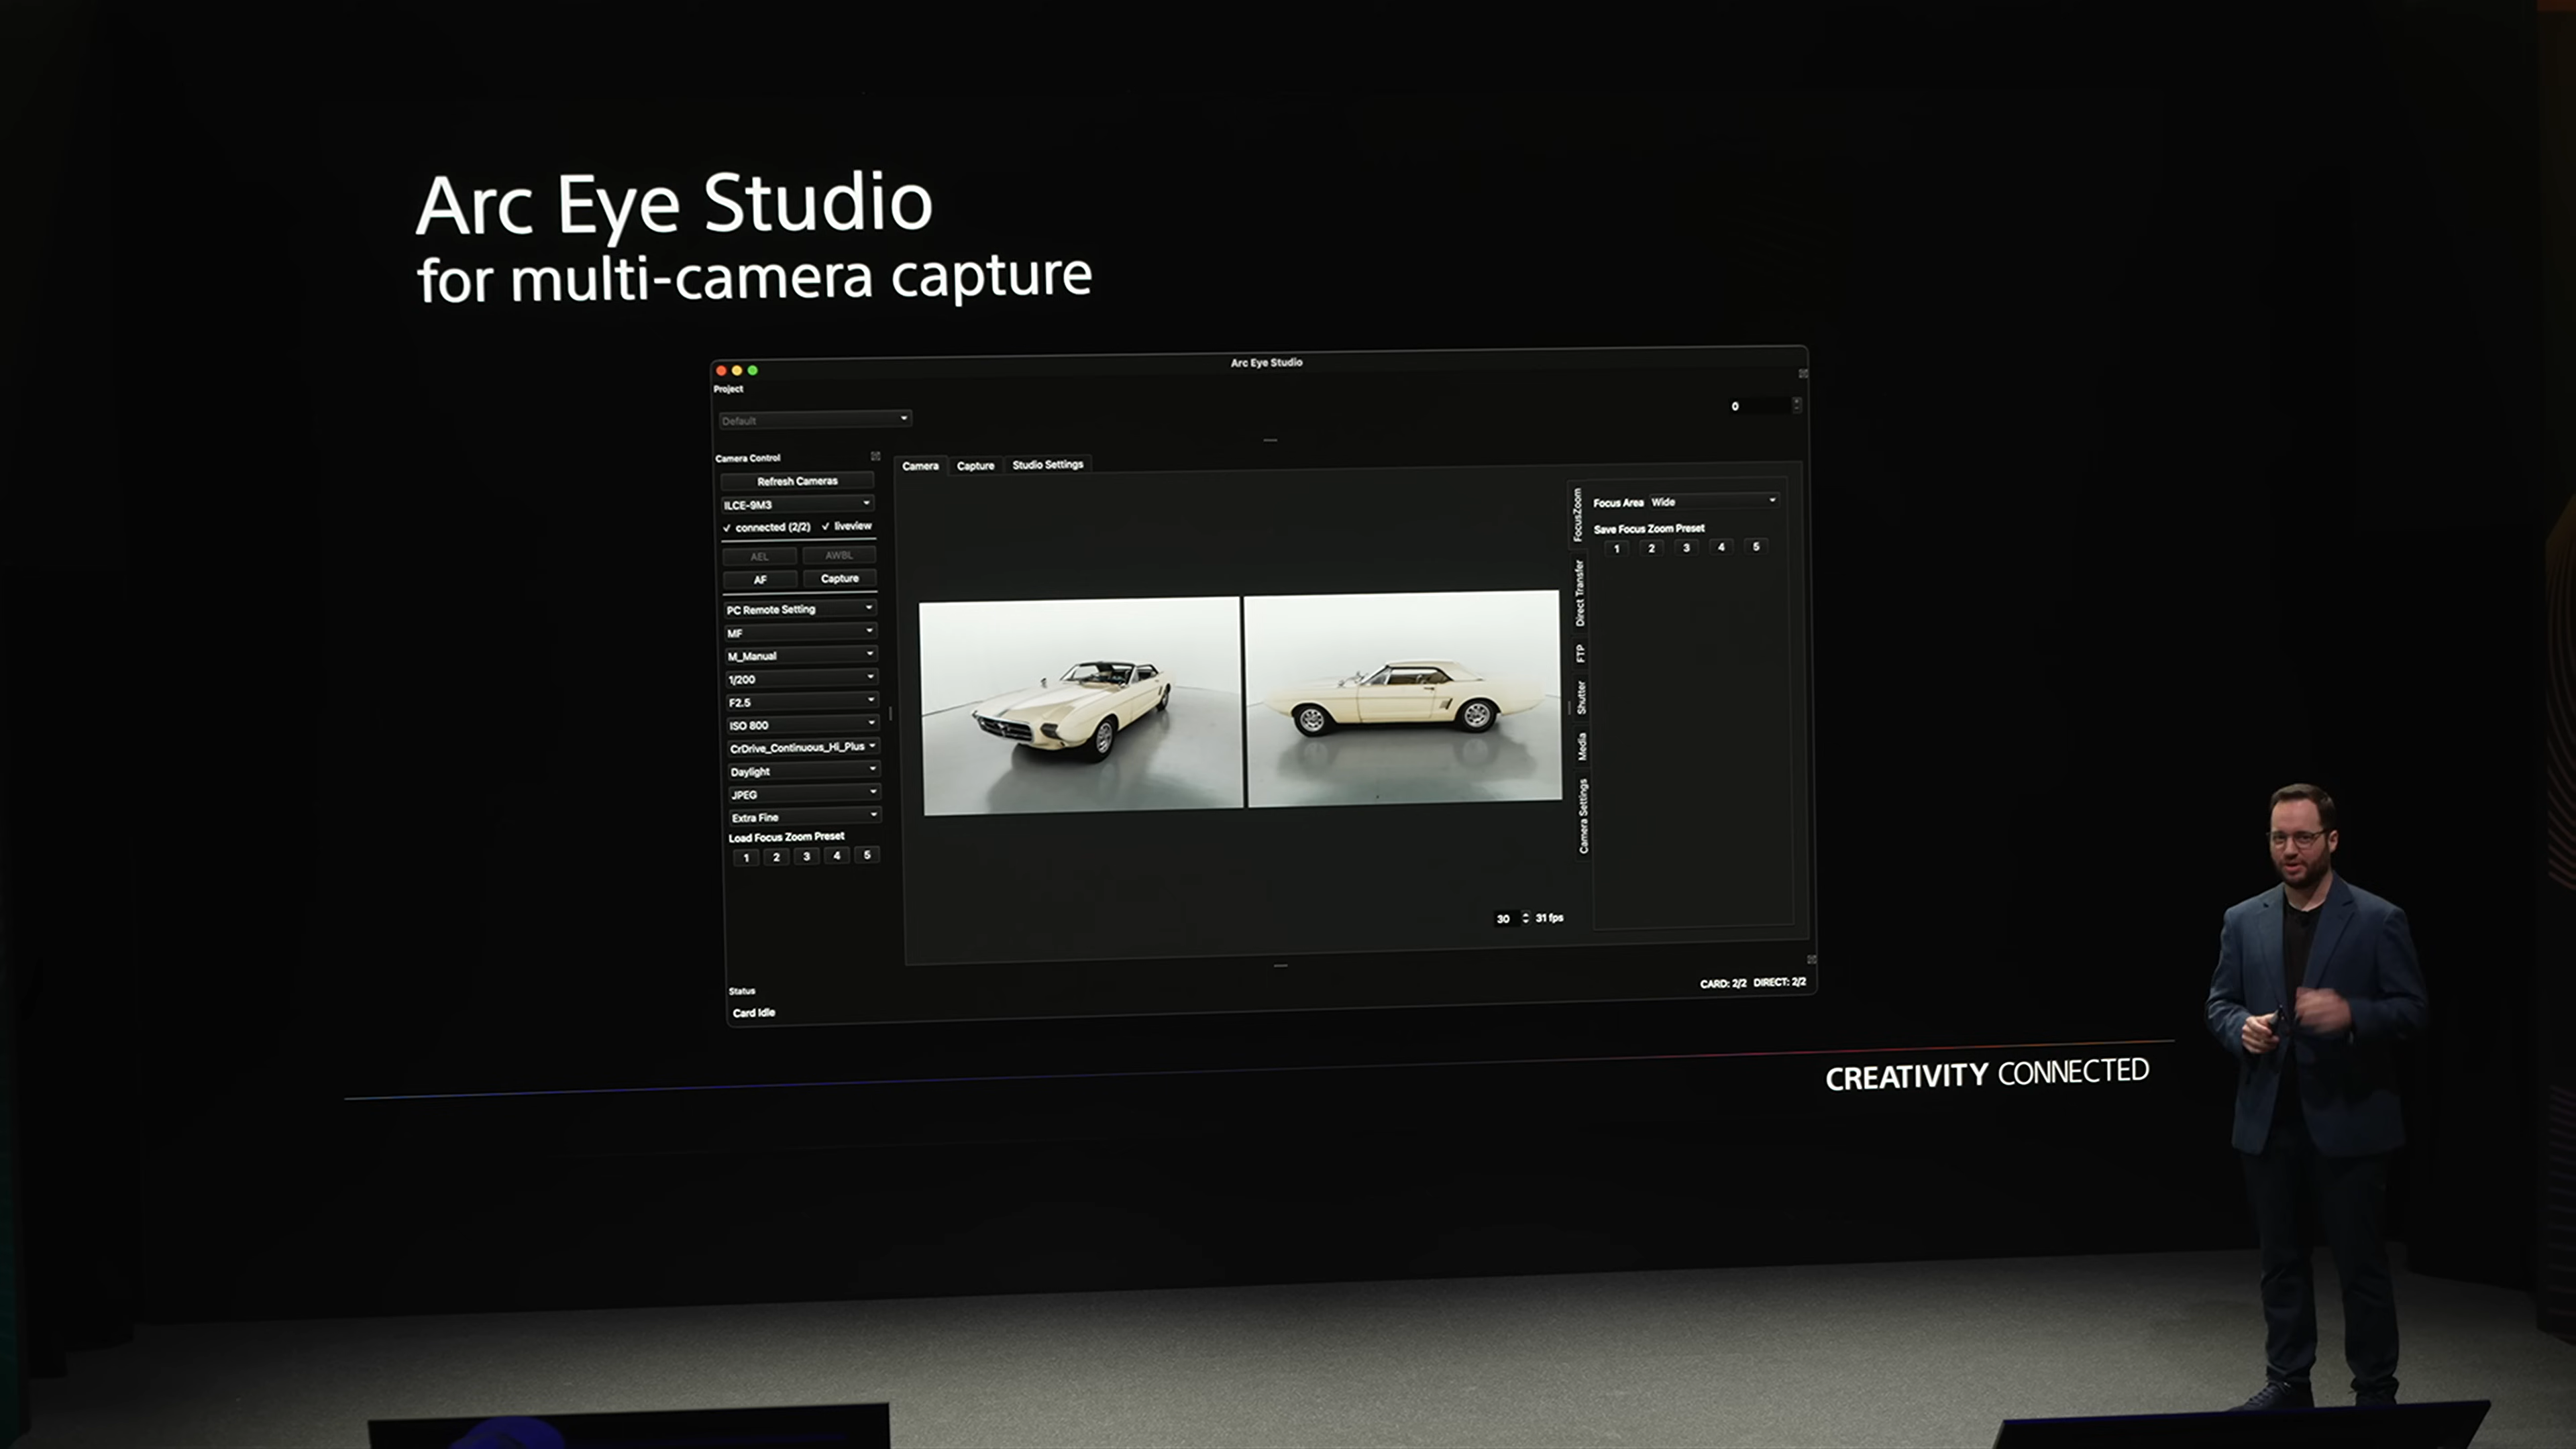 Arc Eye Studio
for multi-camera capture
Arc Eye Studio
Project
Default
0
Camera Control
Refresh Cameras
ILCE-9M3
✓ connected (2/2) ✓ liveview
AEL AWBL
AF Capture
PC Remote Setting
MF
M_Manual
1/200
F2.5
ISO 800
CrDrive_Continuous_Hi_Plus
Daylight
JPEG
Extra Fine
Load Focus Zoom Preset
1 2 3 4 5
Camera Capture Studio Settings
FocusZoom
Direct Transfer
FTP
Shutter
Media
Camera Settings
Focus Area Wide
Save Focus Zoom Preset
1 2 3 4 5
30 31 fps
Status
Card Idle
CARD: 2/2 DIRECT: 2/2
CREATIVITY CONNECTED